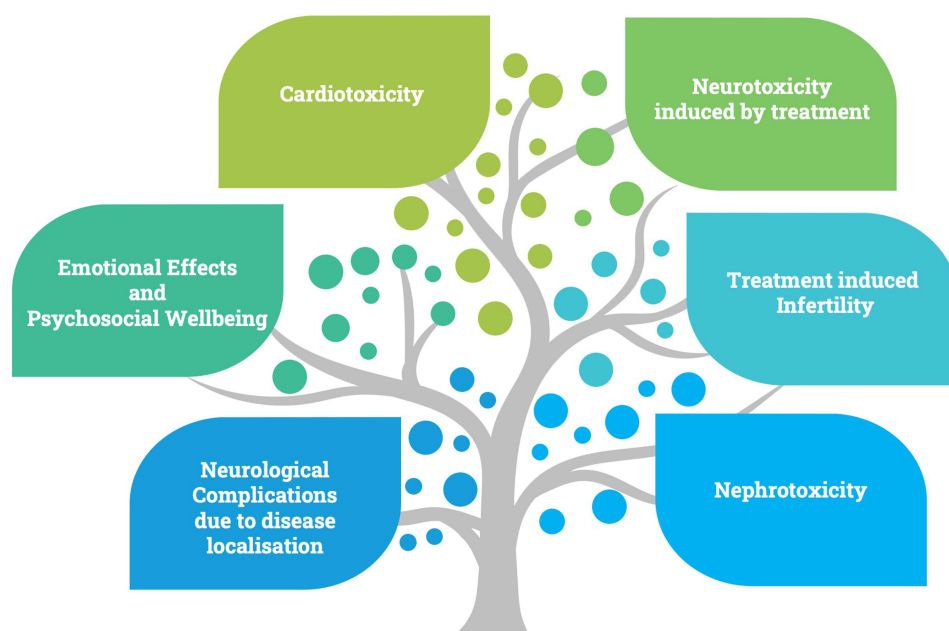 Cardiotoxicity
Neurotoxicity
induced by treatment
Emotional Effects
and
Psychosocial Wellbeing
Treatment induced
Infertility
Neurological
Complications
due to disease
localisation
Nephrotoxicity